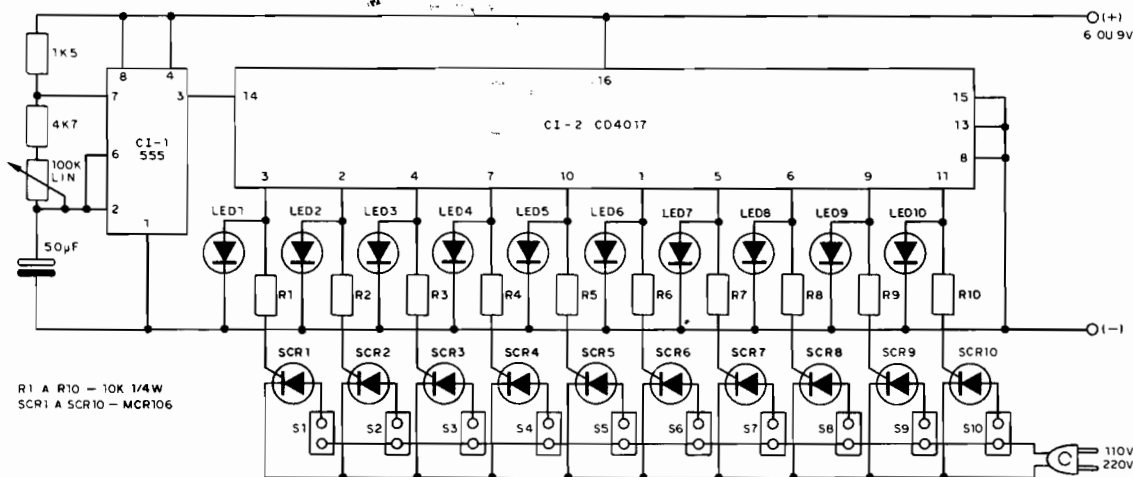 (+)
6 OU 9V
1K5
8
4
7
3
14
16
15
CI-2 CD4017
13
4K7
CI-1
555
6
8
100K
LIN
2
1
3
2
4
7
10
1
5
6
9
11
LED1
LED2
LED3
LED4
LED5
LED6
LED7
LED8
LED9
LED10
50µF
R1
R2
R3
R4
R5
R6
R7
R8
R9
R10
(-)
SCR1
SCR2
SCR3
SCR4
SCR5
SCR6
SCR7
SCR8
SCR9
SCR10
R1 A R10 – 10K 1/4W
SCR1 A SCR10 – MCR106
S1
S2
S3
S4
S5
S6
S7
S8
S9
S10
110V
220V